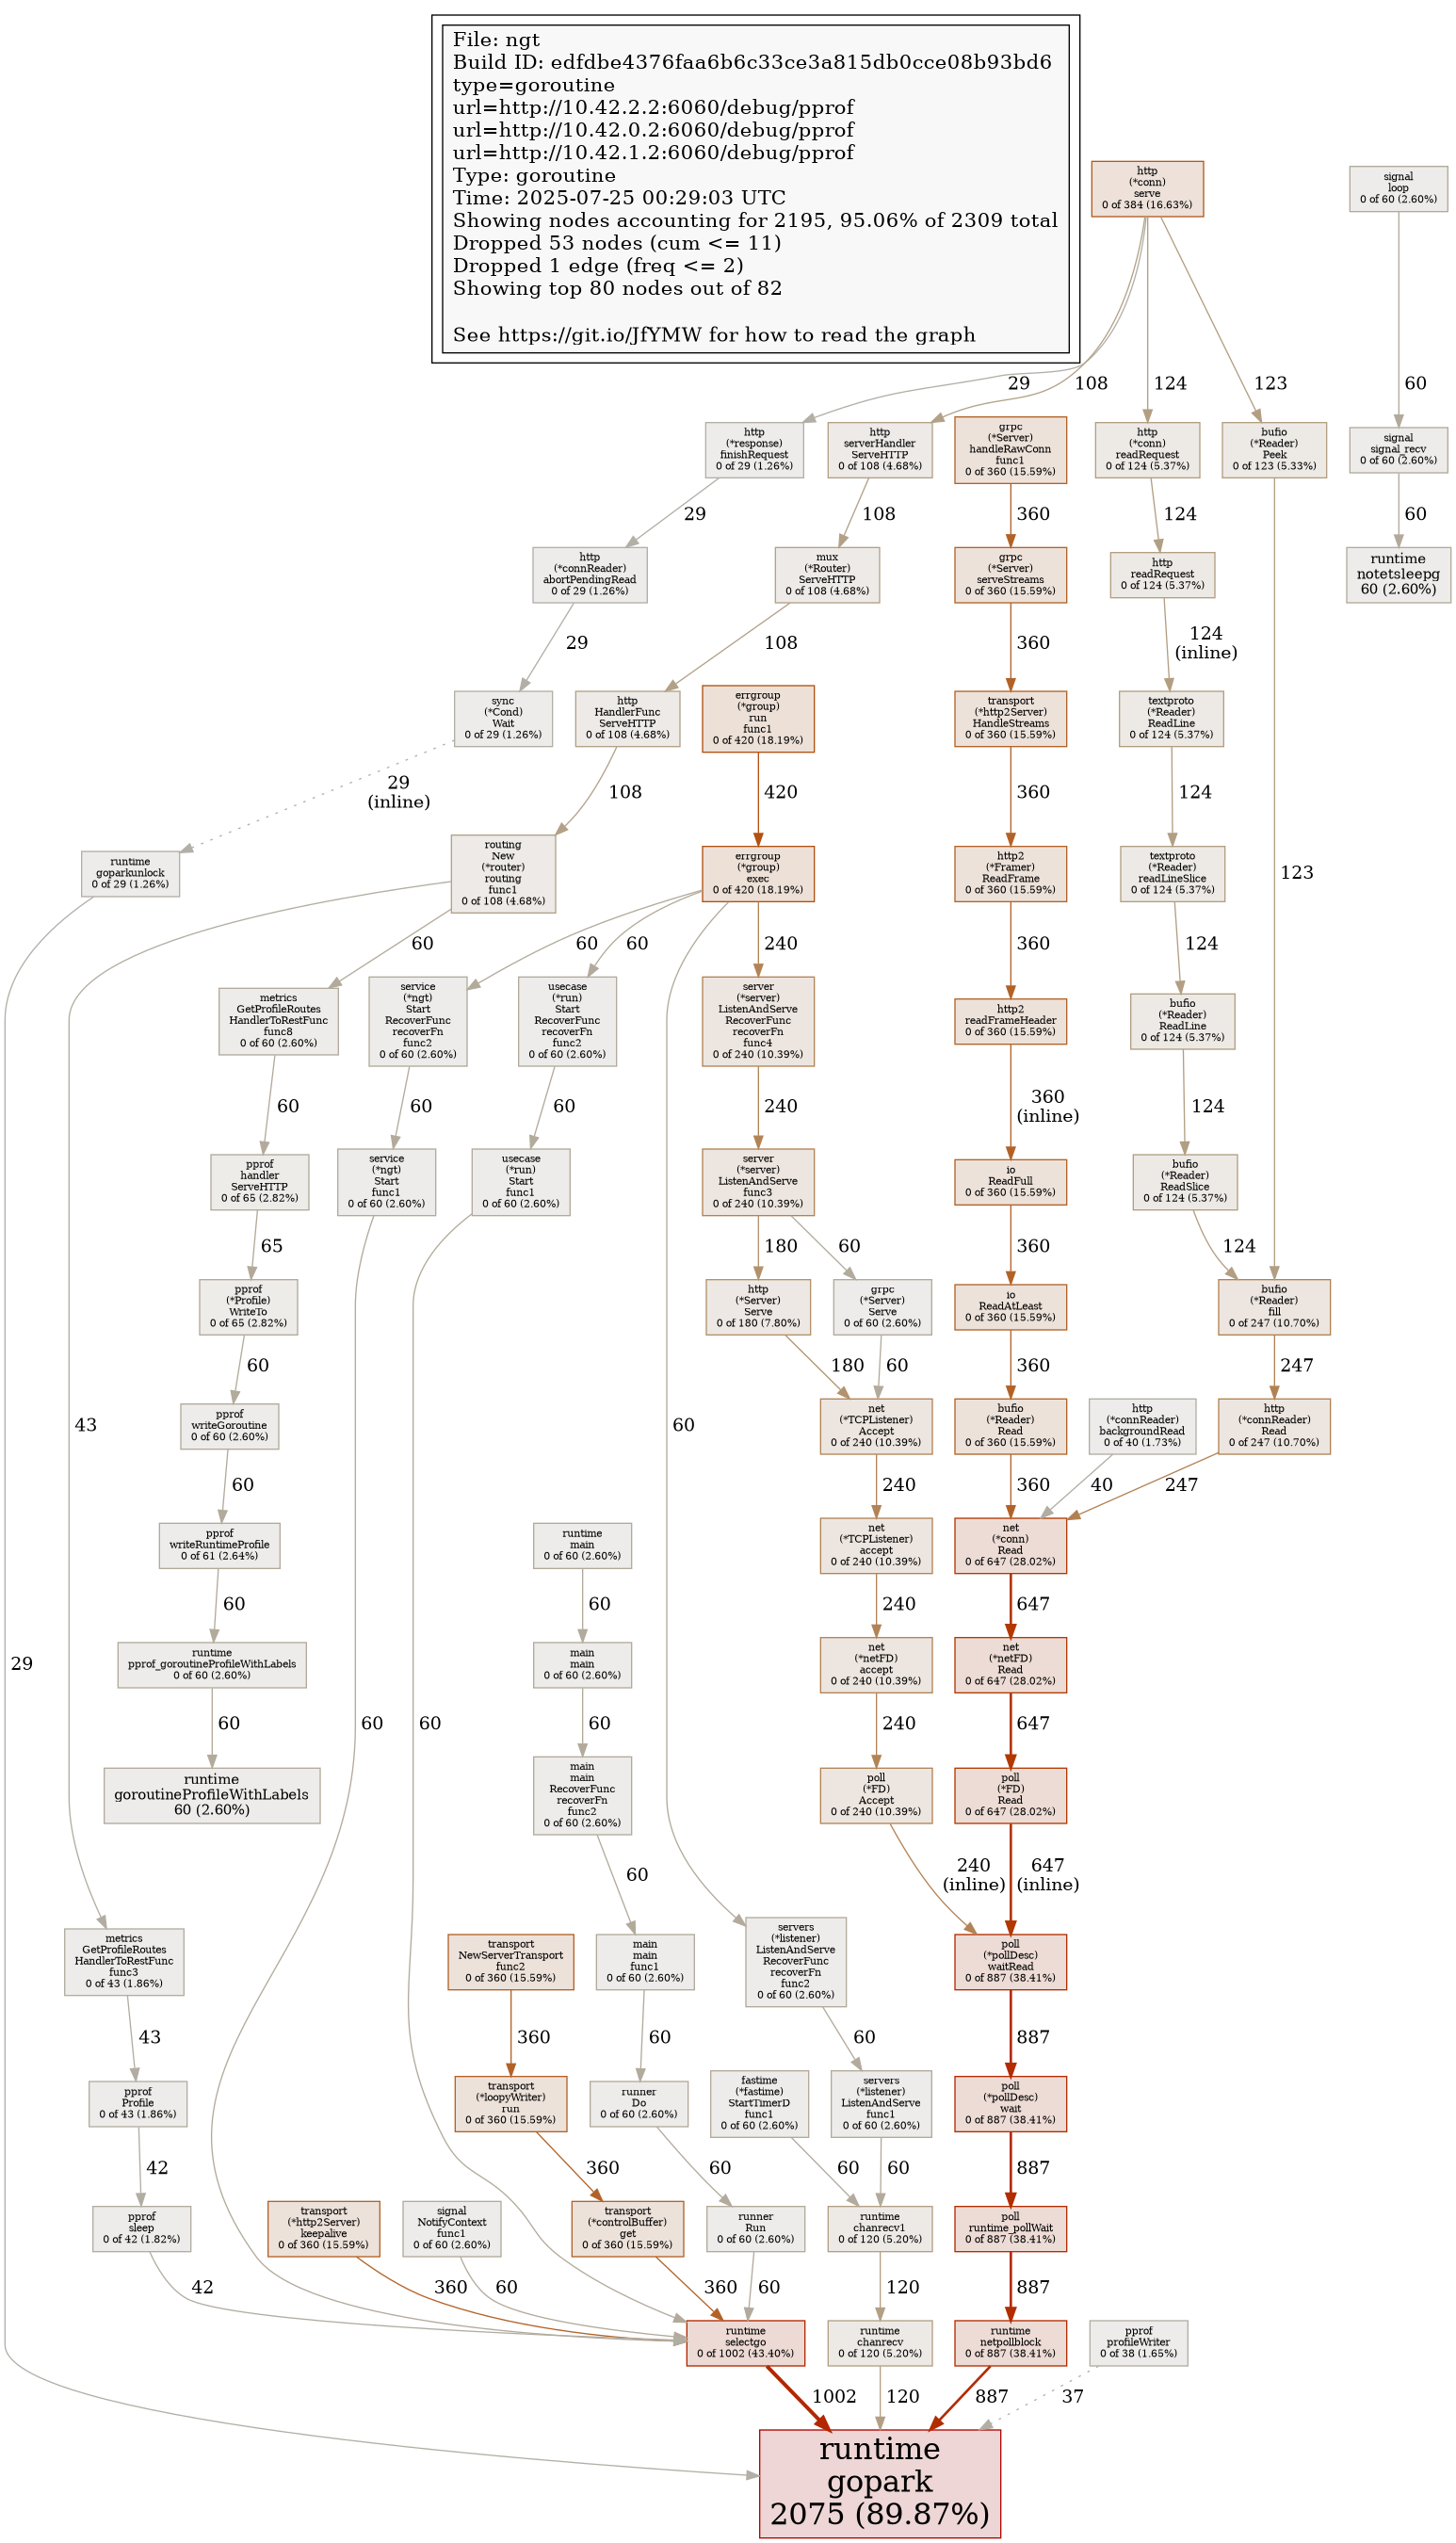 File: ngt
Build ID: edfdbe4376faa6b6c33ce3a815db0cce08b93bd6
type=goroutine
url=http://10.42.2.2:6060/debug/pprof
url=http://10.42.0.2:6060/debug/pprof
url=http://10.42.1.2:6060/debug/pprof
Type: goroutine
Time: 2025-07-25 00:29:03 UTC
Showing nodes accounting for 2195, 95.06% of 2309 total
Dropped 53 nodes (cum <= 11)
Dropped 1 edge (freq <= 2)
Showing top 80 nodes out of 82
See https://git.io/JfYMW for how to read the graph
http
(*conn)
serve
0 of 384 (16.63%)
signal
loop
0 of 60 (2.60%)
29
108
124
123
60
http
(*response)
finishRequest
0 of 29 (1.26%)
http
serverHandler
ServeHTTP
0 of 108 (4.68%)
grpc
(*Server)
handleRawConn
func1
0 of 360 (15.59%)
http
(*conn)
readRequest
0 of 124 (5.37%)
bufio
(*Reader)
Peek
0 of 123 (5.33%)
signal
signal_recv
0 of 60 (2.60%)
29
108
360
124
60
http
(*connReader)
abortPendingRead
0 of 29 (1.26%)
mux
(*Router)
ServeHTTP
0 of 108 (4.68%)
grpc
(*Server)
serveStreams
0 of 360 (15.59%)
http
readRequest
0 of 124 (5.37%)
runtime
notetsleepg
60 (2.60%)
29
108
360
124
(inline)
sync
(*Cond)
Wait
0 of 29 (1.26%)
http
HandlerFunc
ServeHTTP
0 of 108 (4.68%)
errgroup
(*group)
run
func1
0 of 420 (18.19%)
transport
(*http2Server)
HandleStreams
0 of 360 (15.59%)
textproto
(*Reader)
ReadLine
0 of 124 (5.37%)
29
(inline)
108
420
360
124
runtime
goparkunlock
0 of 29 (1.26%)
routing
New
(*router)
routing
func1
0 of 108 (4.68%)
errgroup
(*group)
exec
0 of 420 (18.19%)
http2
(*Framer)
ReadFrame
0 of 360 (15.59%)
textproto
(*Reader)
readLineSlice
0 of 124 (5.37%)
123
60
60
60
240
360
124
metrics
GetProfileRoutes
HandlerToRestFunc
func8
0 of 60 (2.60%)
service
(*ngt)
Start
RecoverFunc
recoverFn
func2
0 of 60 (2.60%)
usecase
(*run)
Start
RecoverFunc
recoverFn
func2
0 of 60 (2.60%)
server
(*server)
ListenAndServe
RecoverFunc
recoverFn
func4
0 of 240 (10.39%)
http2
readFrameHeader
0 of 360 (15.59%)
bufio
(*Reader)
ReadLine
0 of 124 (5.37%)
60
60
60
240
360
(inline)
124
pprof
handler
ServeHTTP
0 of 65 (2.82%)
service
(*ngt)
Start
func1
0 of 60 (2.60%)
usecase
(*run)
Start
func1
0 of 60 (2.60%)
server
(*server)
ListenAndServe
func3
0 of 240 (10.39%)
io
ReadFull
0 of 360 (15.59%)
bufio
(*Reader)
ReadSlice
0 of 124 (5.37%)
65
180
60
360
124
pprof
(*Profile)
WriteTo
0 of 65 (2.82%)
http
(*Server)
Serve
0 of 180 (7.80%)
grpc
(*Server)
Serve
0 of 60 (2.60%)
io
ReadAtLeast
0 of 360 (15.59%)
bufio
(*Reader)
fill
0 of 247 (10.70%)
60
180
60
360
247
43
60
pprof
writeGoroutine
0 of 60 (2.60%)
net
(*TCPListener)
Accept
0 of 240 (10.39%)
bufio
(*Reader)
Read
0 of 360 (15.59%)
http
(*connReader)
backgroundRead
0 of 40 (1.73%)
http
(*connReader)
Read
0 of 247 (10.70%)
60
240
360
40
247
pprof
writeRuntimeProfile
0 of 61 (2.64%)
runtime
main
0 of 60 (2.60%)
net
(*TCPListener)
accept
0 of 240 (10.39%)
net
(*conn)
Read
0 of 647 (28.02%)
60
60
240
647
29
runtime
pprof_goroutineProfileWithLabels
0 of 60 (2.60%)
main
main
0 of 60 (2.60%)
net
(*netFD)
accept
0 of 240 (10.39%)
net
(*netFD)
Read
0 of 647 (28.02%)
60
60
60
60
240
647
runtime
goroutineProfileWithLabels
60 (2.60%)
main
main
RecoverFunc
recoverFn
func2
0 of 60 (2.60%)
poll
(*FD)
Accept
0 of 240 (10.39%)
poll
(*FD)
Read
0 of 647 (28.02%)
60
240
(inline)
647
(inline)
metrics
GetProfileRoutes
HandlerToRestFunc
func3
0 of 43 (1.86%)
transport
NewServerTransport
func2
0 of 360 (15.59%)
main
main
func1
0 of 60 (2.60%)
servers
(*listener)
ListenAndServe
RecoverFunc
recoverFn
func2
0 of 60 (2.60%)
poll
(*pollDesc)
waitRead
0 of 887 (38.41%)
43
360
60
60
887
pprof
Profile
0 of 43 (1.86%)
transport
(*loopyWriter)
run
0 of 360 (15.59%)
runner
Do
0 of 60 (2.60%)
fastime
(*fastime)
StartTimerD
func1
0 of 60 (2.60%)
servers
(*listener)
ListenAndServe
func1
0 of 60 (2.60%)
poll
(*pollDesc)
wait
0 of 887 (38.41%)
42
360
60
60
60
887
pprof
sleep
0 of 42 (1.82%)
transport
(*http2Server)
keepalive
0 of 360 (15.59%)
signal
NotifyContext
func1
0 of 60 (2.60%)
transport
(*controlBuffer)
get
0 of 360 (15.59%)
runner
Run
0 of 60 (2.60%)
runtime
chanrecv1
0 of 120 (5.20%)
poll
runtime_pollWait
0 of 887 (38.41%)
42
360
60
360
60
120
887
runtime
selectgo
0 of 1002 (43.40%)
runtime
chanrecv
0 of 120 (5.20%)
runtime
netpollblock
0 of 887 (38.41%)
pprof
profileWriter
0 of 38 (1.65%)
1002
120
887
37
runtime
gopark
2075 (89.87%)